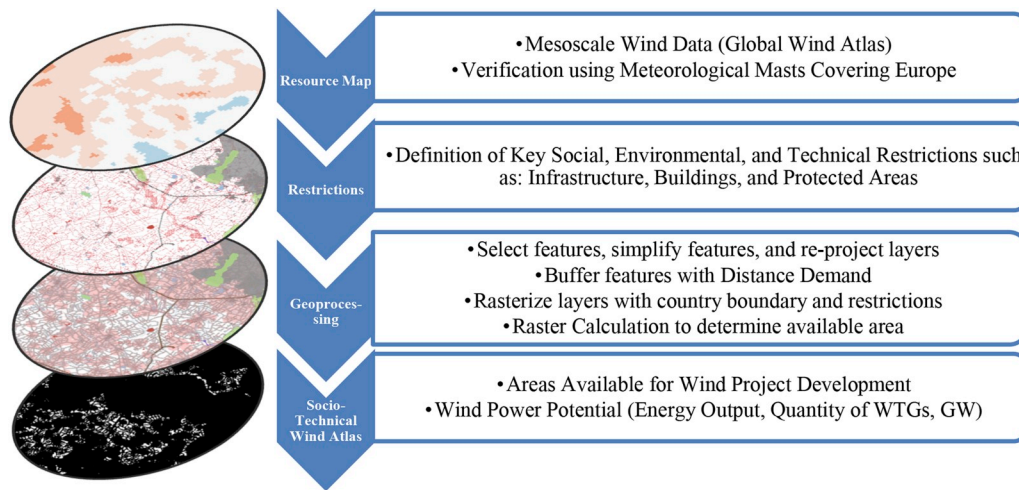 Resource Map
•Mesoscale Wind Data (Global Wind Atlas)
•Verification using Meteorological Masts Covering Europe
Restrictions
•Definition of Key Social, Environmental, and Technical Restrictions such
as: Infrastructure, Buildings, and Protected Areas
Geoproces-
sing
•Select features, simplify features, and re-project layers
•Buffer features with Distance Demand
•Rasterize layers with country boundary and restrictions
•Raster Calculation to determine available area
Socio-
Technical
Wind Atlas
•Areas Available for Wind Project Development
•Wind Power Potential (Energy Output, Quantity of WTGs, GW)